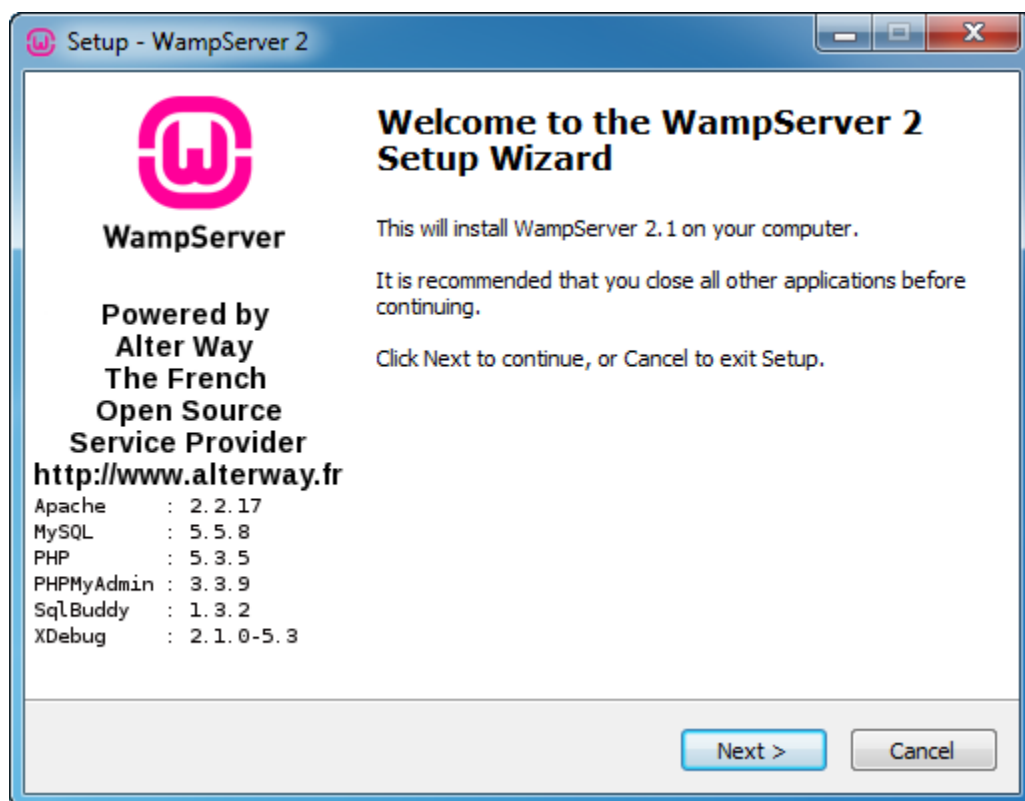 Setup - WampServer 2
WampServer
Powered by
Alter Way
The French
Open Source
Service Provider
http://www.alterway.fr
Apache : 2.2.17
MySQL : 5.5.8
PHP : 5.3.5
PHPMyAdmin : 3.3.9
SqlBuddy : 1.3.2
XDebug : 2.1.0-5.3
Welcome to the WampServer 2
Setup Wizard
This will install WampServer 2.1 on your computer.
It is recommended that you close all other applications before
continuing.
Click Next to continue, or Cancel to exit Setup.
Next >
Cancel